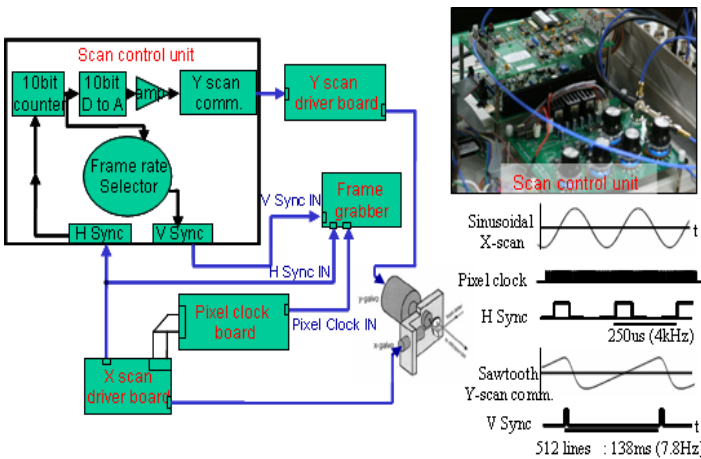 Scan control unit
10bit
counter
10bit
D to A
amp
Y scan
comm.
Y scan
driver board
Frame rate
Selector
V Sync IN
Frame
grabber
H Sync
V Sync
H Sync IN
Pixel clock
board
Pixel Clock IN
X scan
driver board
y-galvo
x-galvo
Scan control unit
Sinusoidal
X-scan
t
Pixel clock
H Sync
250us (4kHz)
Sawtooth
Y-scan comm.
V Sync
t
512 lines : 138ms (7.8Hz)